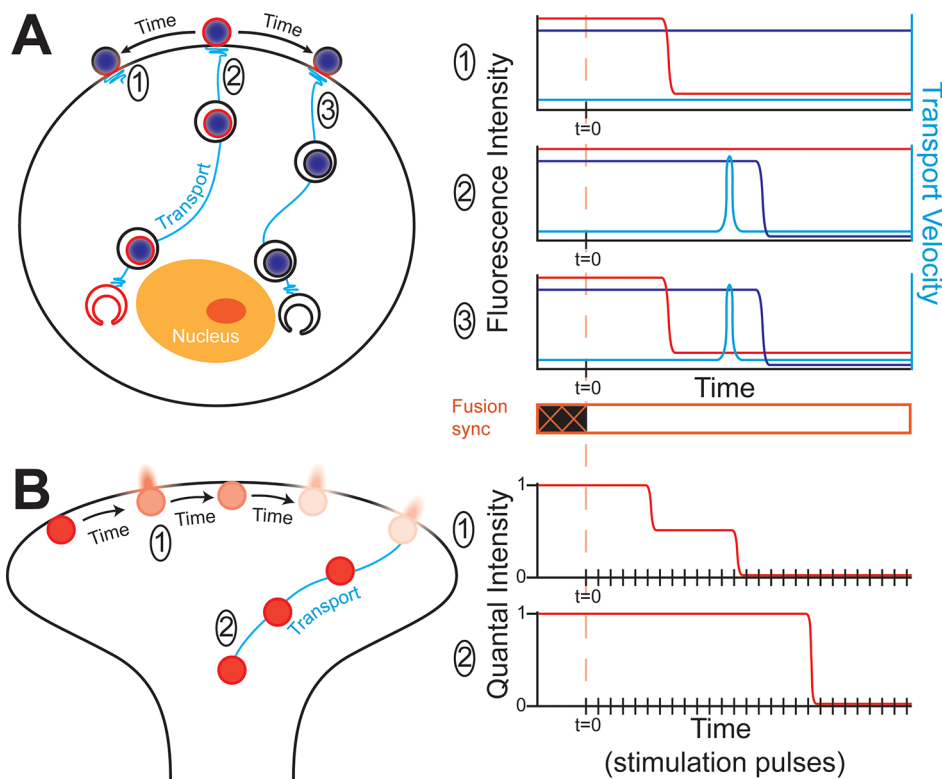 A
Time
Time
1
2
3
Transport
Nucleus
Fluorescence Intensity
Transport Velocity
1
t=0
2
t=0
3
t=0
Time
Fusion
sync
B
Time
Time
Time
1
2
Transport
Quantal Intensity
1
1
0
t=0
2
1
0
t=0
Time
(stimulation pulses)